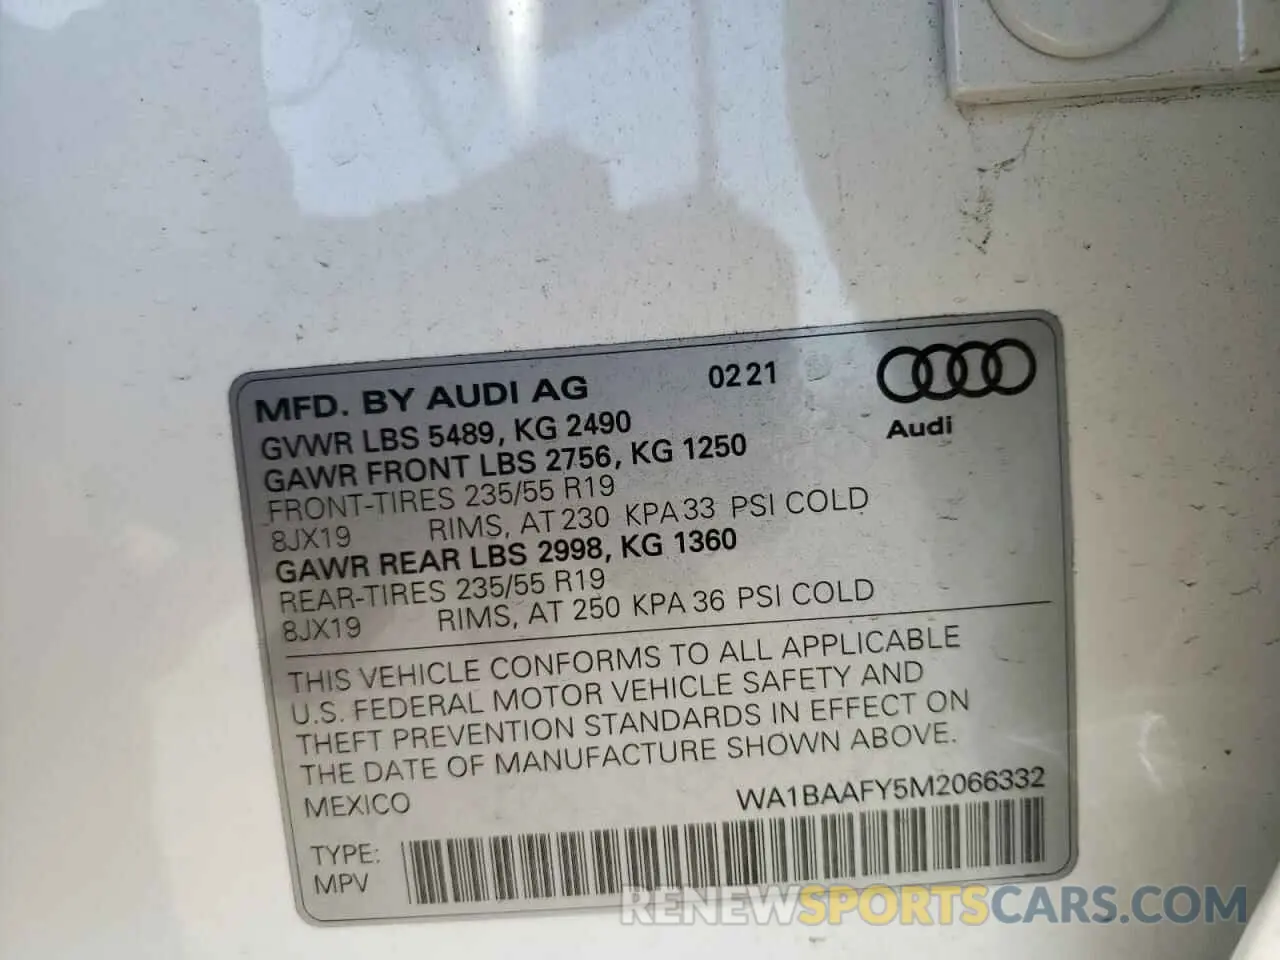 MFD. BY AUDI AG 0221
Audi
GVWR LBS 5489, KG 2490
GAWR FRONT LBS 2756, KG 1250
FRONT-TIRES 235/55 R19
8JX19 RIMS, AT 230 KPA 33 PSI COLD
GAWR REAR LBS 2998, KG 1360
REAR-TIRES 235/55 R19
8JX19 RIMS, AT 250 KPA 36 PSI COLD
THIS VEHICLE CONFORMS TO ALL APPLICABLE
U.S. FEDERAL MOTOR VEHICLE SAFETY AND
THEFT PREVENTION STANDARDS IN EFFECT ON
THE DATE OF MANUFACTURE SHOWN ABOVE.
MEXICO WA1BAAFY5M2066332
TYPE:
MPV
RENEWSPORTSCARS.COM